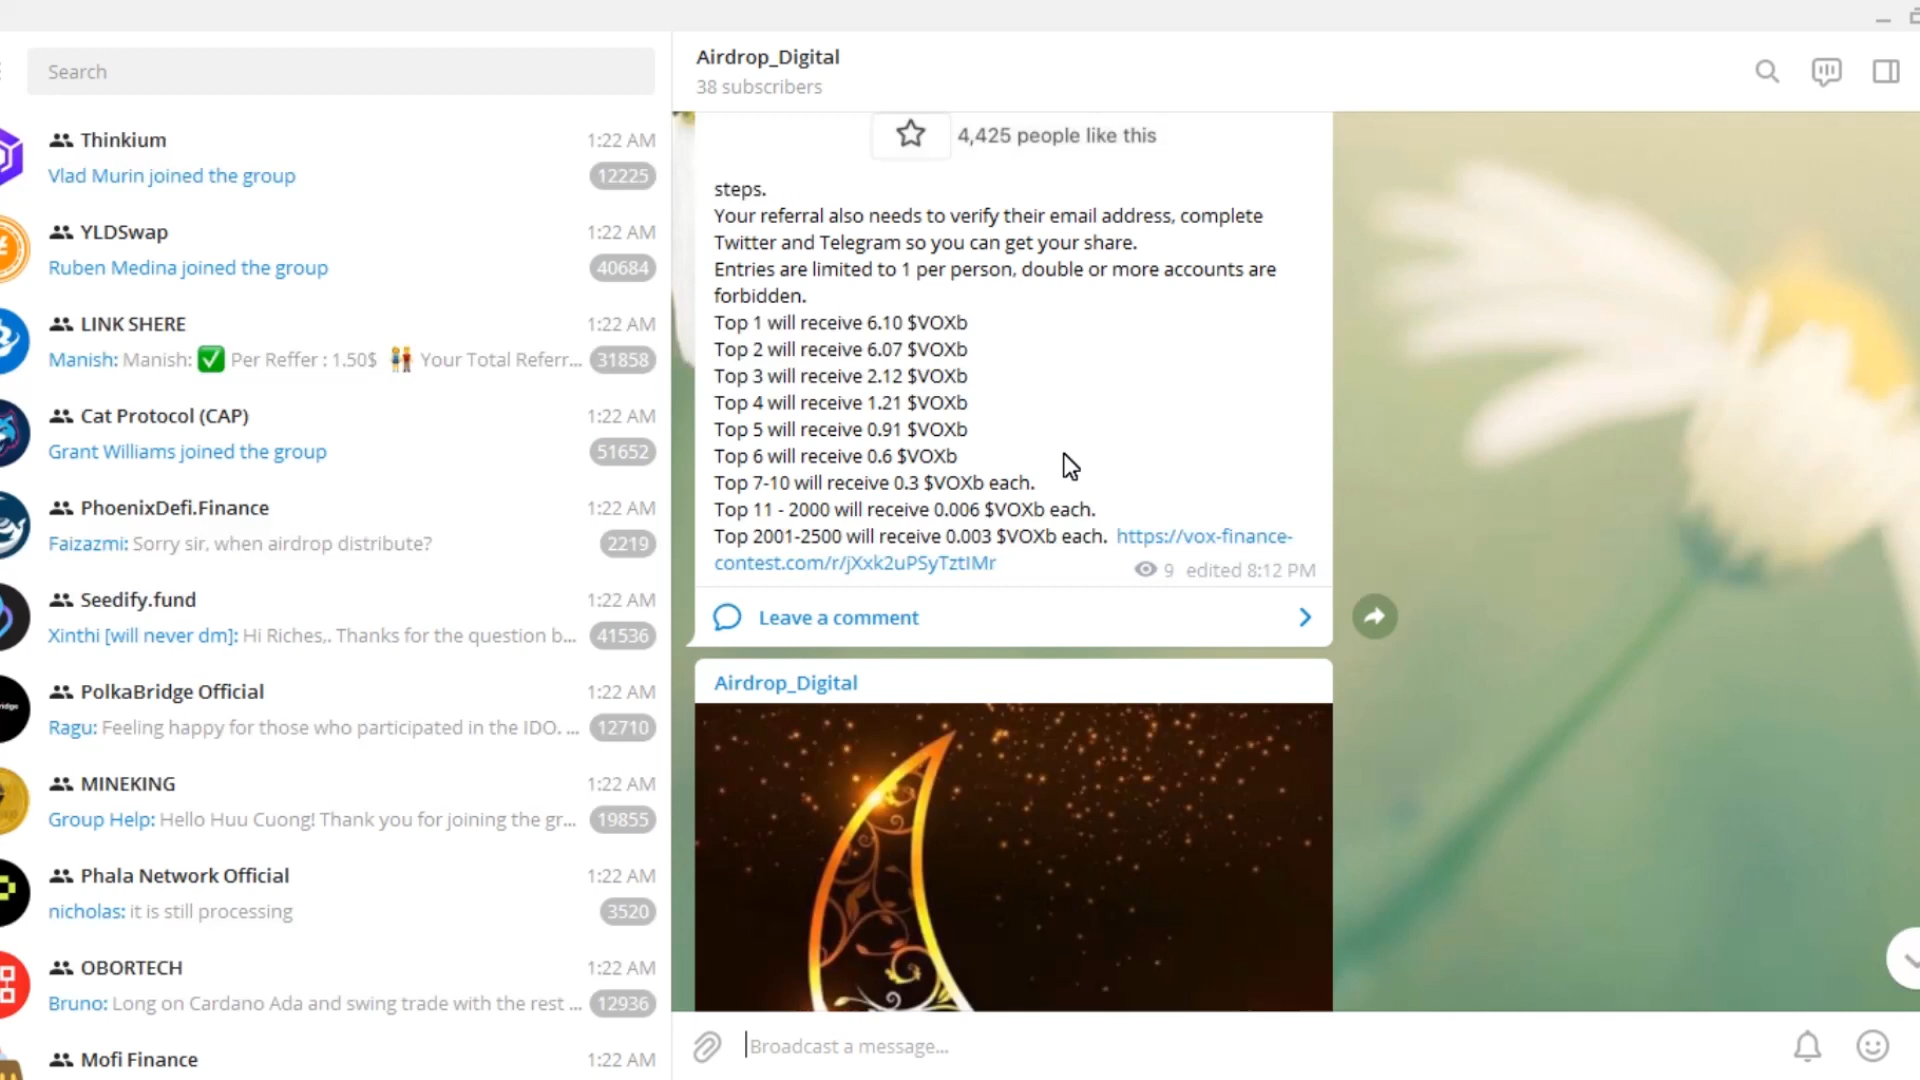 Search
Thinkium 1:22 AM
Vlad Murin joined the group 12225
YLDSwap 1:22 AM
Ruben Medina joined the group 40684
LINK SHERE 1:22 AM
Manish: Manish: ✅ Per Reffer : 1.50$ 👫 Your Total Referr... 31858
Cat Protocol (CAP) 1:22 AM
Grant Williams joined the group 51652
PhoenixDefi.Finance 1:22 AM
Faizazmi: Sorry sir, when airdrop distribute? 2219
Seedify.fund 1:22 AM
Xinthi [will never dm]: Hi Riches,. Thanks for the question b... 41536
PolkaBridge Official 1:22 AM
Ragu: Feeling happy for those who participated in the IDO. ... 12710
MINEKING 1:22 AM
Group Help: Hello Huu Cuong! Thank you for joining the gr... 19855
Phala Network Official 1:22 AM
nicholas: it is still processing 3520
OBORTECH 1:22 AM
Bruno: Long on Cardano Ada and swing trade with the rest ... 12936
Mofi Finance 1:22 AM
Airdrop_Digital
38 subscribers
4,425 people like this
steps.
Your referral also needs to verify their email address, complete
Twitter and Telegram so you can get your share.
Entries are limited to 1 per person, double or more accounts are
forbidden.
Top 1 will receive 6.10 $VOXb
Top 2 will receive 6.07 $VOXb
Top 3 will receive 2.12 $VOXb
Top 4 will receive 1.21 $VOXb
Top 5 will receive 0.91 $VOXb
Top 6 will receive 0.6 $VOXb
Top 7-10 will receive 0.3 $VOXb each.
Top 11 - 2000 will receive 0.006 $VOXb each.
Top 2001-2500 will receive 0.003 $VOXb each. https://vox-finance-
contest.com/r/jXxk2uPSyTztIMr 9 edited 8:12 PM
Leave a comment
Airdrop_Digital
Broadcast a message...